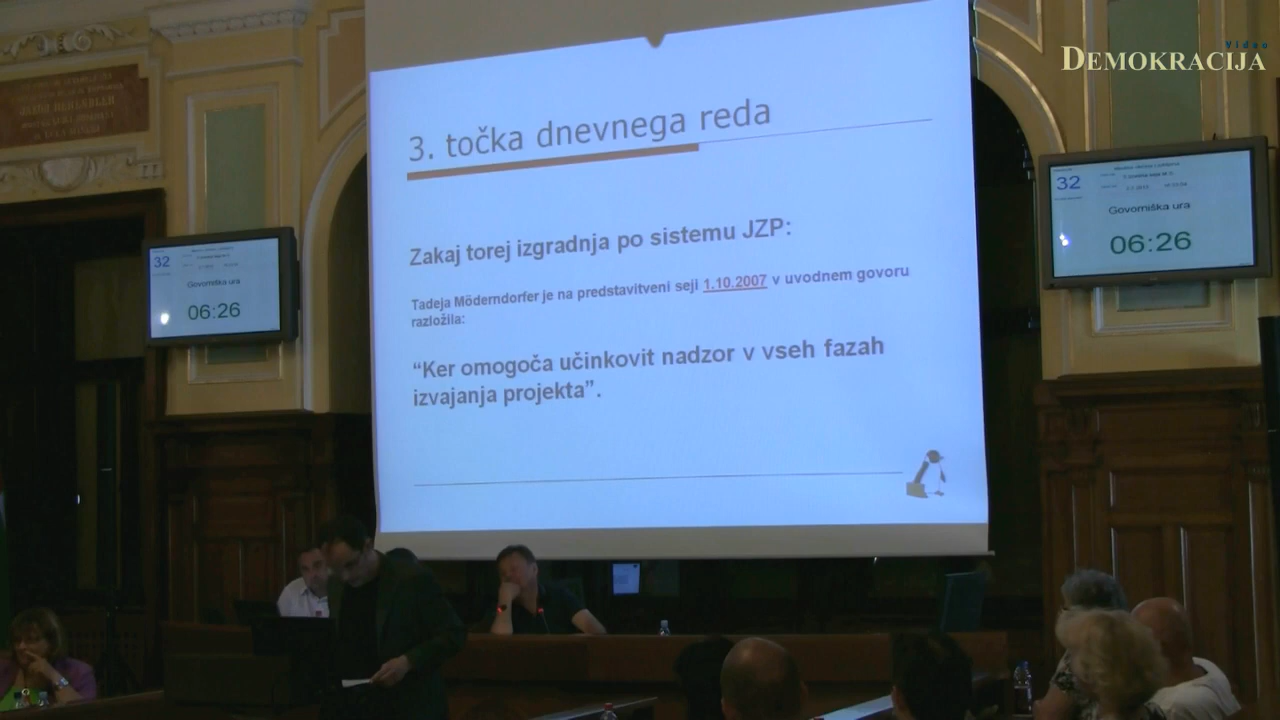 Video
DEMOKRACIJA
3. točka dnevnega reda
Zakaj torej izgradnja po sistemu JZP:
Tadeja Möderndorfer je na predstavitveni seji 1.10.2007 v uvodnem govoru
razložila:
“Ker omogoča učinkovit nadzor v vseh fazah
izvajanja projekta”.
32
Govorniška ura
06:26
32
Govorniška ura
06:26